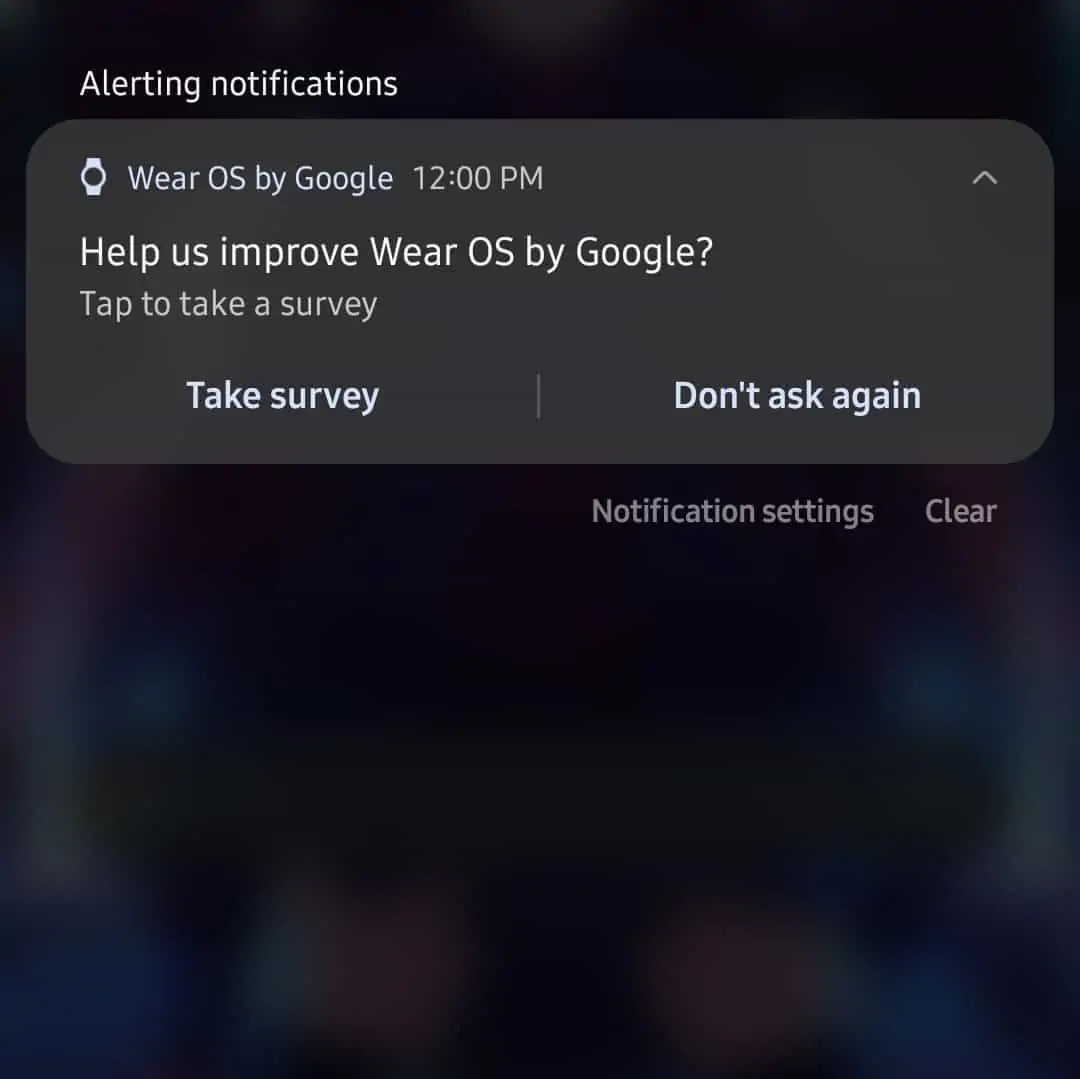 Alerting notifications
Wear OS by Google 12:00 PM
Help us improve Wear OS by Google?
Tap to take a survey
Take survey Don't ask again
Notification settings Clear